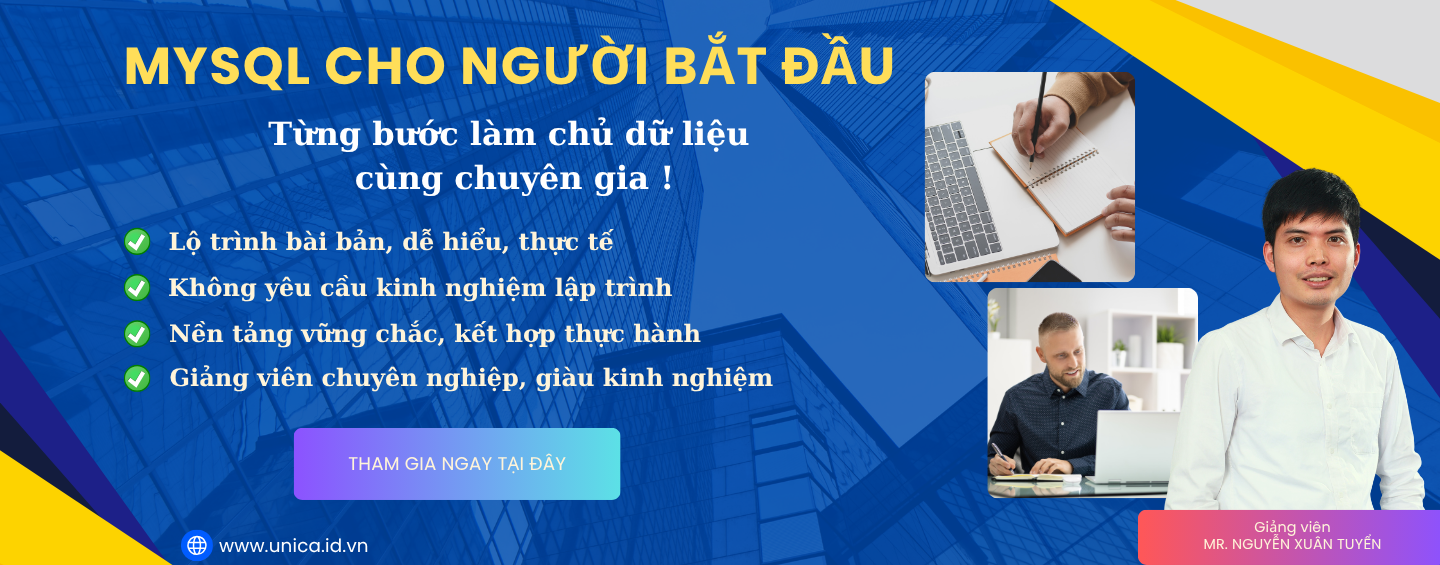 MYSQL CHO NGƯỜI BẮT ĐẦU
Từng bước làm chủ dữ liệu
cùng chuyên gia !
Lộ trình bài bản, dễ hiểu, thực tế
Không yêu cầu kinh nghiệm lập trình
Nền tảng vững chắc, kết hợp thực hành
Giảng viên chuyên nghiệp, giàu kinh nghiệm
THAM GIA NGAY TẠI ĐÂY
www.unica.id.vn
Giảng viên
MR. NGUYỄN XUÂN TUYỂN